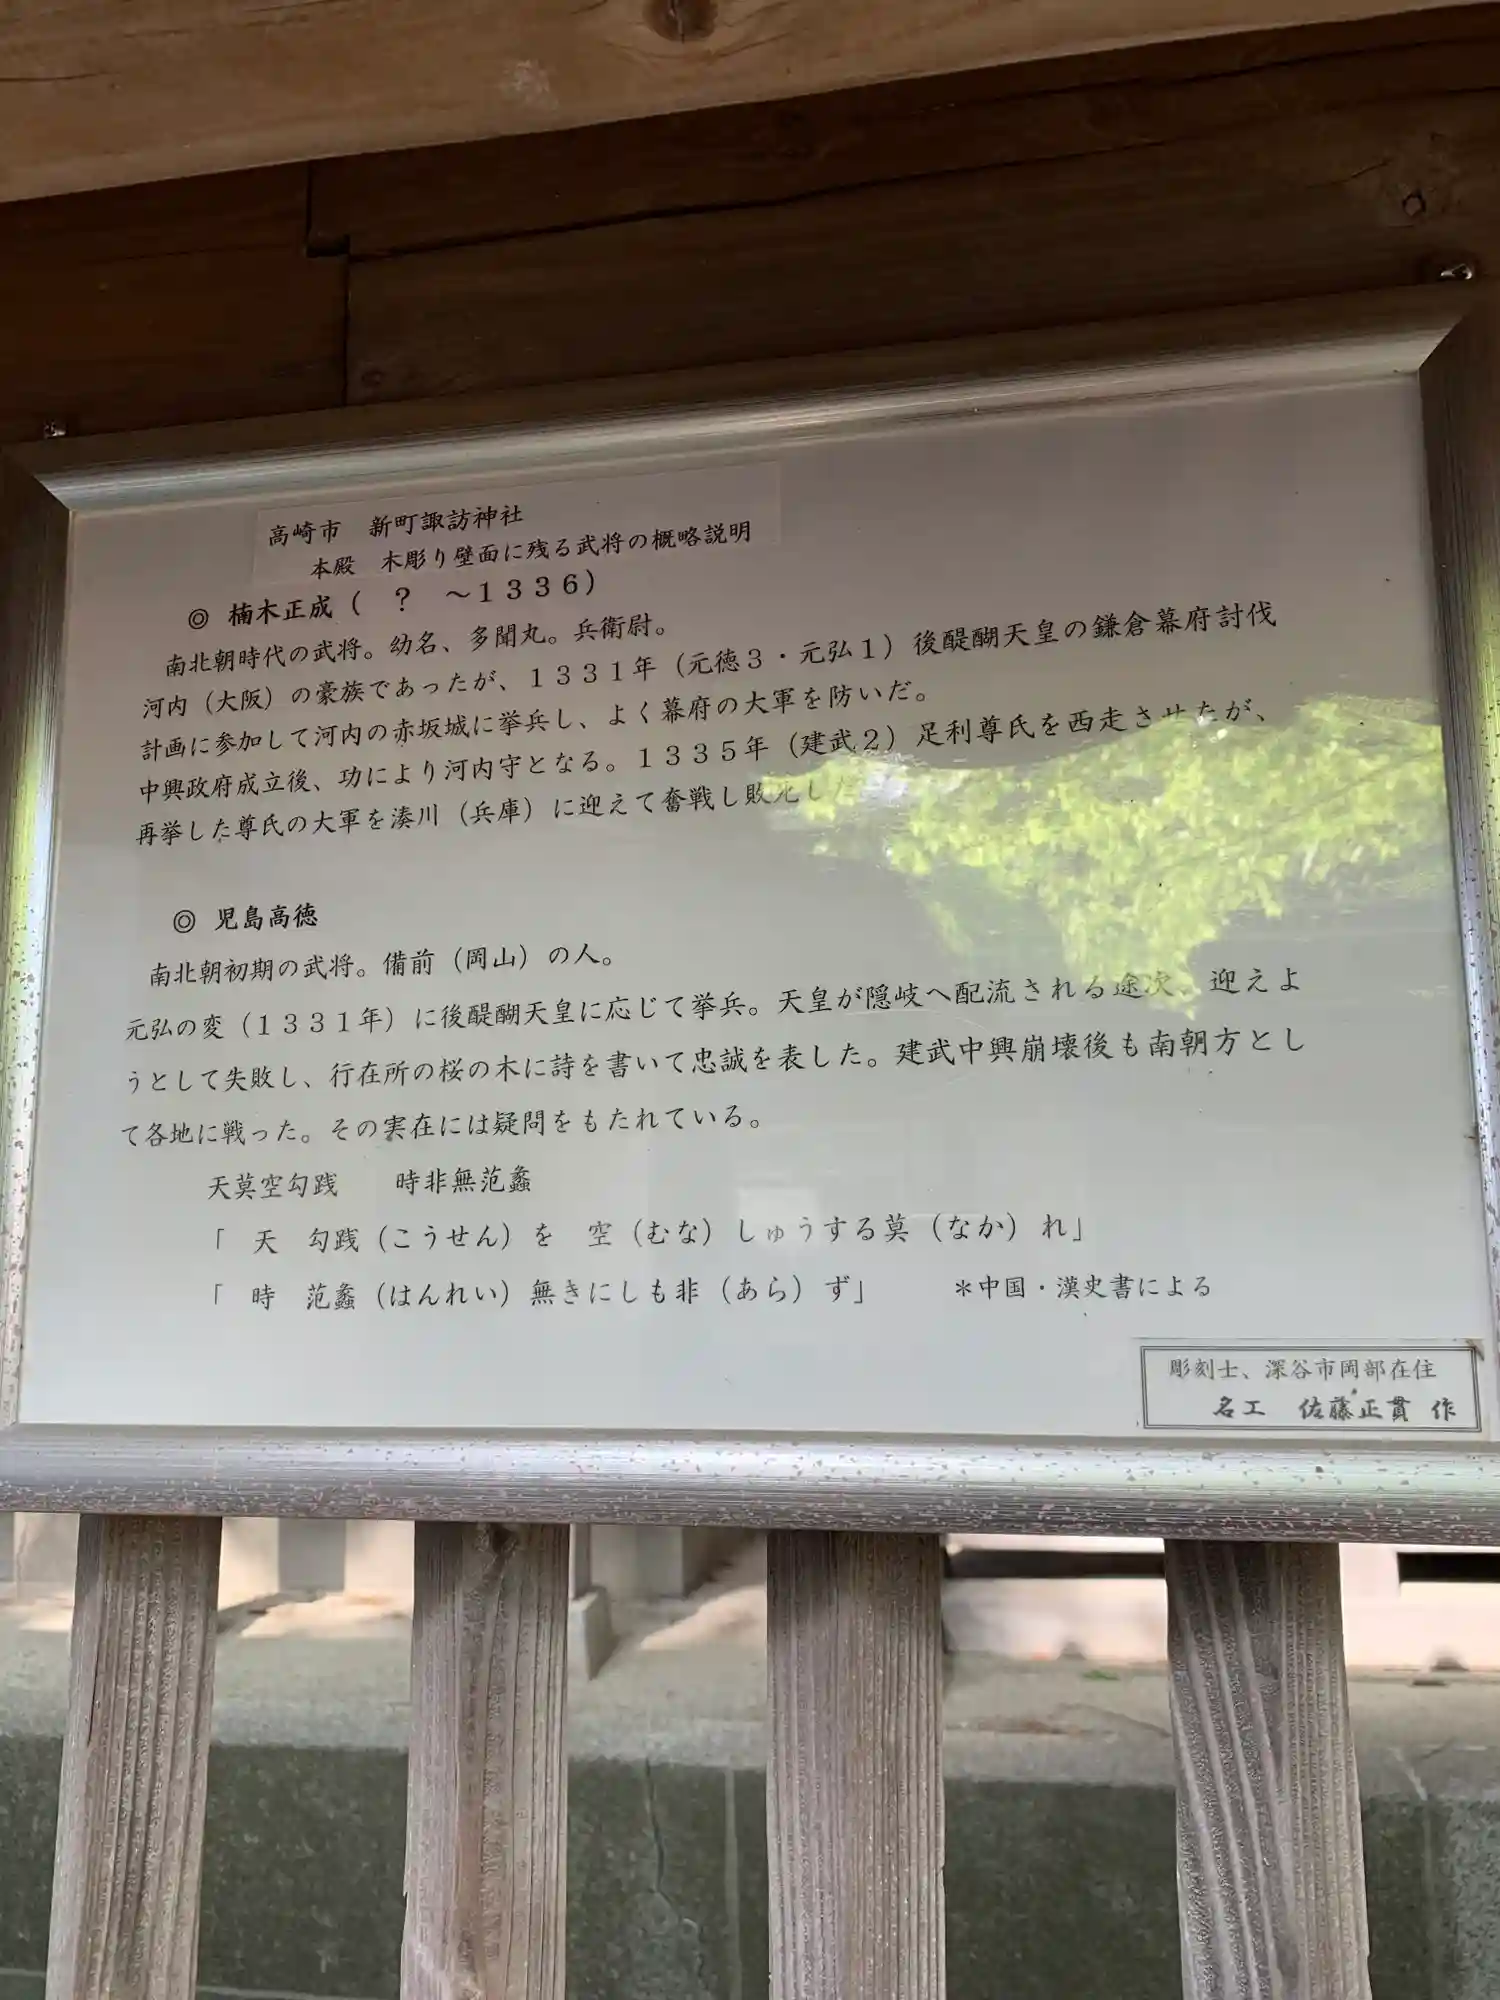 高崎市　新町諏訪神社
本殿　木彫り壁面に残る武将の概略説明
◎ 楠木正成（　？　～１３３６）
南北朝時代の武将。幼名、多聞丸。兵衛尉。
河内（大阪）の豪族であったが、１３３１年（元徳３・元弘１）後醍醐天皇の鎌倉幕府討伐
計画に参加して河内の赤坂城に挙兵し、よく幕府の大軍を防いだ。
中興政府成立後、功により河内守となる。１３３５年（建武２）足利尊氏を西走させたが、
再挙した尊氏の大軍を湊川（兵庫）に迎えて奮戦し敗死した
◎ 児島高徳
南北朝初期の武将。備前（岡山）の人。
元弘の変（１３３１年）に後醍醐天皇に応じて挙兵。天皇が隠岐へ配流される途次、迎えよ
うとして失敗し、行在所の桜の木に詩を書いて忠誠を表した。建武中興崩壊後も南朝方とし
て各地に戦った。その実在には疑問をもたれている。
天莫空勾践　　時非無范蠡
「　天　勾践（こうせん）を　空（むな）しゅうする莫（なか）れ」
「　時　范蠡（はんれい）無きにしも非（あら）ず」　　＊中国・漢史書による
彫刻士、深谷市岡部在住
名工　佐藤正貫　作